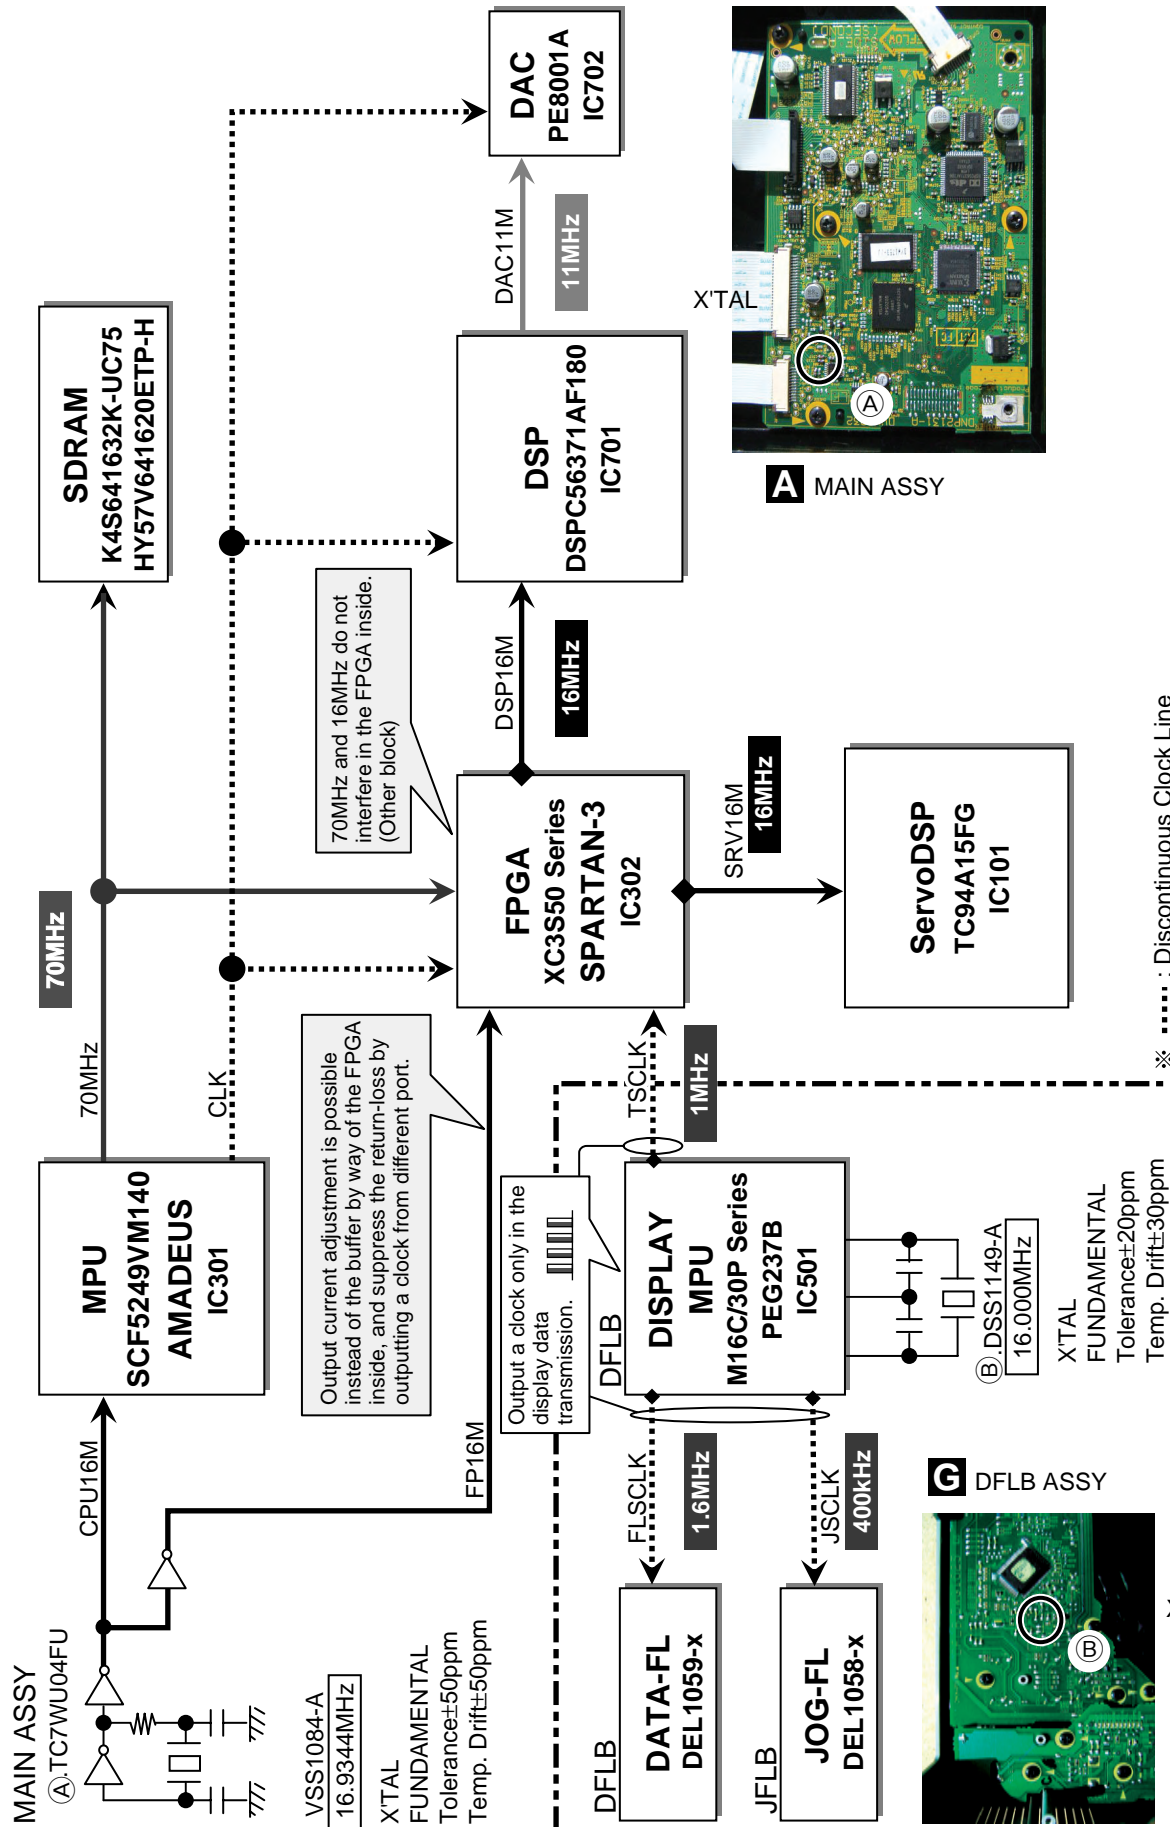 MAIN ASSY
Ⓐ.TC7WU04FU
VSS1084-A
16.9344MHz
X'TAL
FUNDAMENTAL
Tolerance±50ppm
Temp. Drift±50ppm
CPU16M
FP16M
MPU
SCF5249VM140
AMADEUS
IC301
70MHz
70MHz
CLK
SDRAM
K4S641632K-UC75
HY57V641620ETP-H
Output current adjustment is possible
instead of the buffer by way of the FPGA
inside, and suppress the return-loss by
outputting a clock from different port.
70MHz and 16MHz do not
interfere in the FPGA inside.
(Other block)
FPGA
XC3S50 Series
SPARTAN-3
IC302
DSP16M
16MHz
DSP
DSPC56371AF180
IC701
DAC11M
11MHz
DAC
PE8001A
IC702
SRV16M
16MHz
ServoDSP
TC94A15FG
IC101
TSCLK
1MHz
Output a clock only in the
display data
transmission.
DFLB
DISPLAY
MPU
M16C/30P Series
PEG237B
IC501
Ⓑ.DSS1149-A
16.000MHz
X'TAL
FUNDAMENTAL
Tolerance±20ppm
Temp. Drift±30ppm
FLSCLK
1.6MHz
JSCLK
400kHz
DFLB
DATA-FL
DEL1059-x
JFLB
JOG-FL
DEL1058-x
※ ······ : Discontinuous Clock Line
X'TAL
Ⓐ
A MAIN ASSY
G DFLB ASSY
Ⓑ